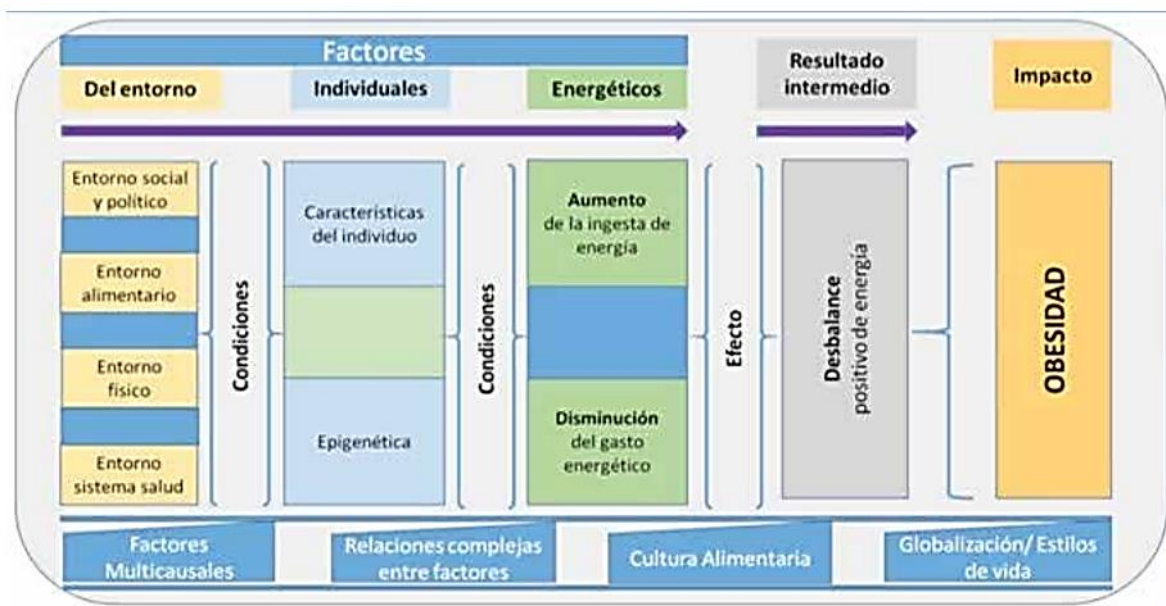 Factores
Del entorno
Individuales
Energéticos
Resultado
intermedio
Impacto
Entorno social
y político
Entorno
alimentario
Entorno
físico
Entorno
sistema salud
Condiciones
Características
del individuo
Epigenética
Condiciones
Aumento
de la ingesta de
energía
Disminución
del gasto
energético
Efecto
Desbalance
positivo de energía
OBESIDAD
Factores
Multicausales
Relaciones complejas
entre factores
Cultura Alimentaria
Globalización/ Estilos
de vida